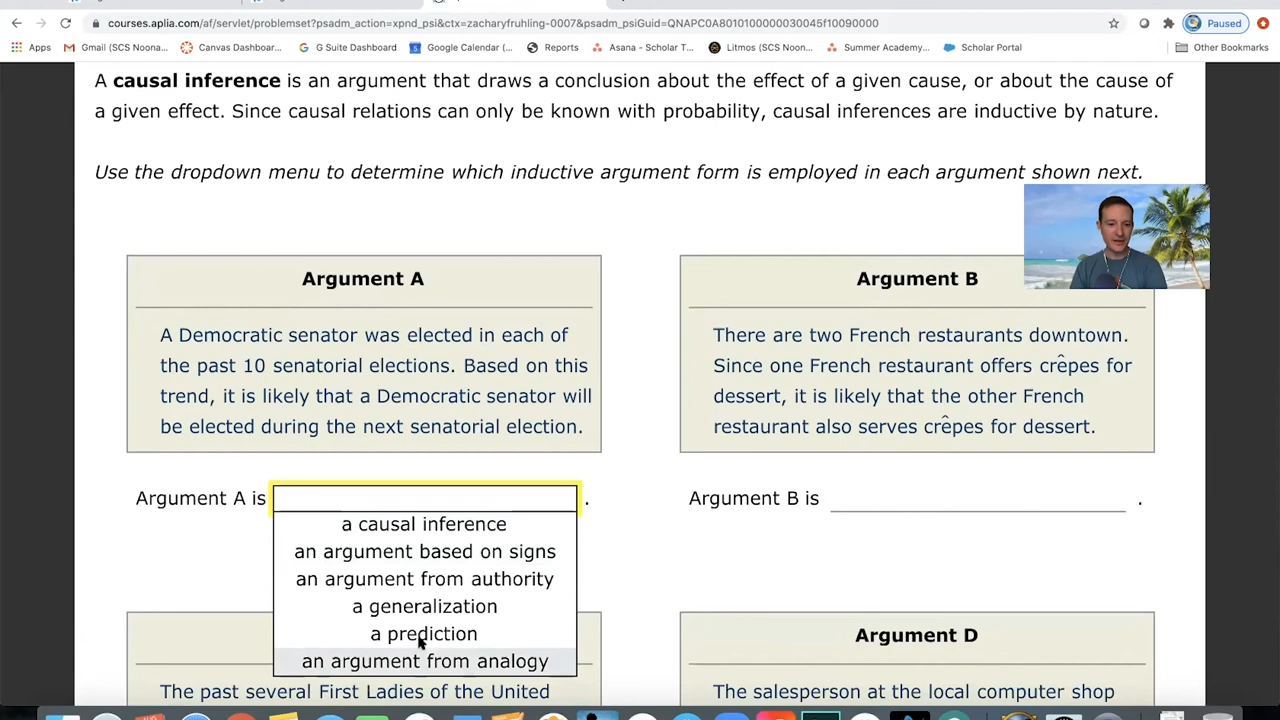 courses.aplia.com/af/servlet/problemset?psadm_action=xpnd_psi&ctx=zacharyfruhling-0007&psadm_psiGuid=QNAPC0A8010100000030045f10090000
Paused
Apps
Gmail (SCS Noona...
Canvas Dashboar...
G Suite Dashboard
Google Calendar (...
Reports
Asana - Scholar T...
Litmos (SCS Noon...
Summer Academy...
Scholar Portal
Other Bookmarks
A causal inference is an argument that draws a conclusion about the effect of a given cause, or about the cause of
a given effect. Since causal relations can only be known with probability, causal inferences are inductive by nature.
Use the dropdown menu to determine which inductive argument form is employed in each argument shown next.
Argument A
A Democratic senator was elected in each of
the past 10 senatorial elections. Based on this
trend, it is likely that a Democratic senator will
be elected during the next senatorial election.
Argument A is .
a causal inference
an argument based on signs
an argument from authority
a generalization
a prediction
an argument from analogy
Argument B
There are two French restaurants downtown.
Since one French restaurant offers crêpes for
dessert, it is likely that the other French
restaurant also serves crêpes for dessert.
Argument B is .
The past several First Ladies of the United
Argument D
The salesperson at the local computer shop